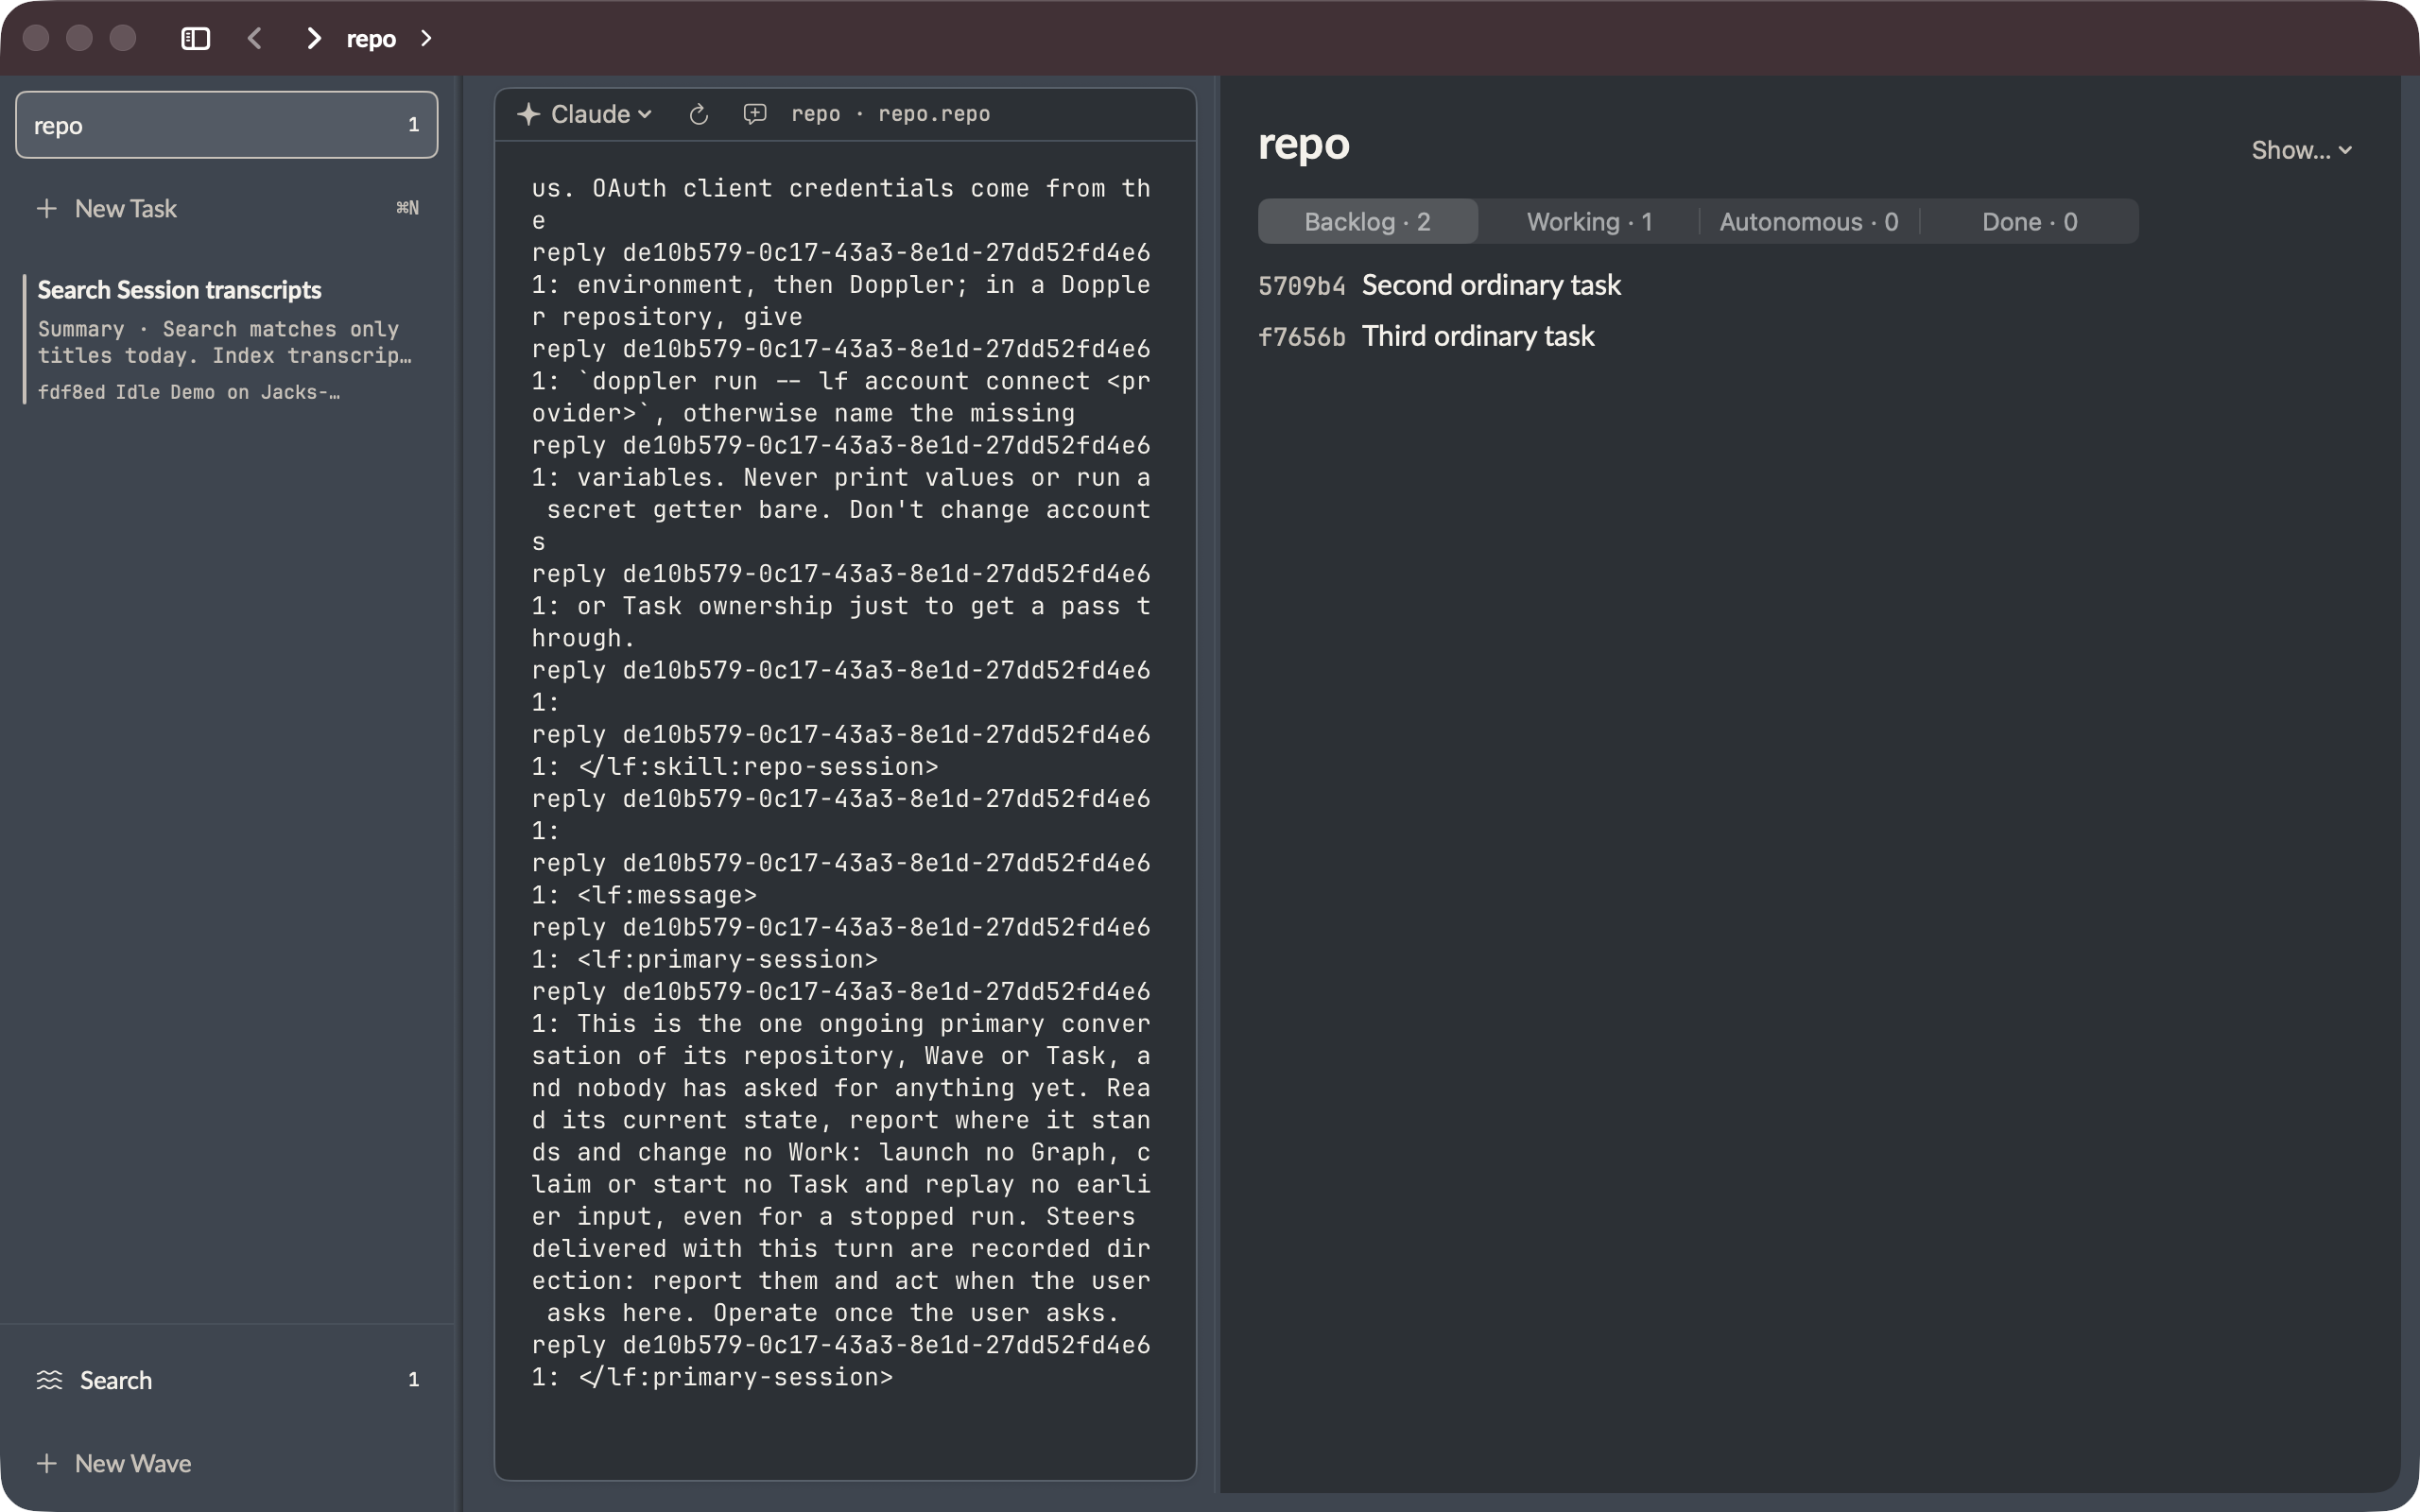 repo
repo 1
New Task ⌘N
Search Session transcripts
Summary · Search matches only
titles today. Index transcrip…
fdf8ed Idle Demo on Jacks-…
Search 1
New Wave
Claude repo · repo.repo
us. OAuth client credentials come from th
e
reply de10b579-0c17-43a3-8e1d-27dd52fd4e6
1: environment, then Doppler; in a Dopple
r repository, give
reply de10b579-0c17-43a3-8e1d-27dd52fd4e6
1: `doppler run -- lf account connect <pr
ovider>`, otherwise name the missing
reply de10b579-0c17-43a3-8e1d-27dd52fd4e6
1: variables. Never print values or run a
 secret getter bare. Don't change account
s
reply de10b579-0c17-43a3-8e1d-27dd52fd4e6
1: or Task ownership just to get a pass t
hrough.
reply de10b579-0c17-43a3-8e1d-27dd52fd4e6
1:
reply de10b579-0c17-43a3-8e1d-27dd52fd4e6
1: </lf:skill:repo-session>
reply de10b579-0c17-43a3-8e1d-27dd52fd4e6
1:
reply de10b579-0c17-43a3-8e1d-27dd52fd4e6
1: <lf:message>
reply de10b579-0c17-43a3-8e1d-27dd52fd4e6
1: <lf:primary-session>
reply de10b579-0c17-43a3-8e1d-27dd52fd4e6
1: This is the one ongoing primary conver
sation of its repository, Wave or Task, a
nd nobody has asked for anything yet. Rea
d its current state, report where it stan
ds and change no Work: launch no Graph, c
laim or start no Task and replay no earli
er input, even for a stopped run. Steers
delivered with this turn are recorded dir
ection: report them and act when the user
 asks here. Operate once the user asks.
reply de10b579-0c17-43a3-8e1d-27dd52fd4e6
1: </lf:primary-session>
repo
Show...
Backlog · 2 Working · 1 Autonomous · 0 Done · 0
5709b4 Second ordinary task
f7656b Third ordinary task